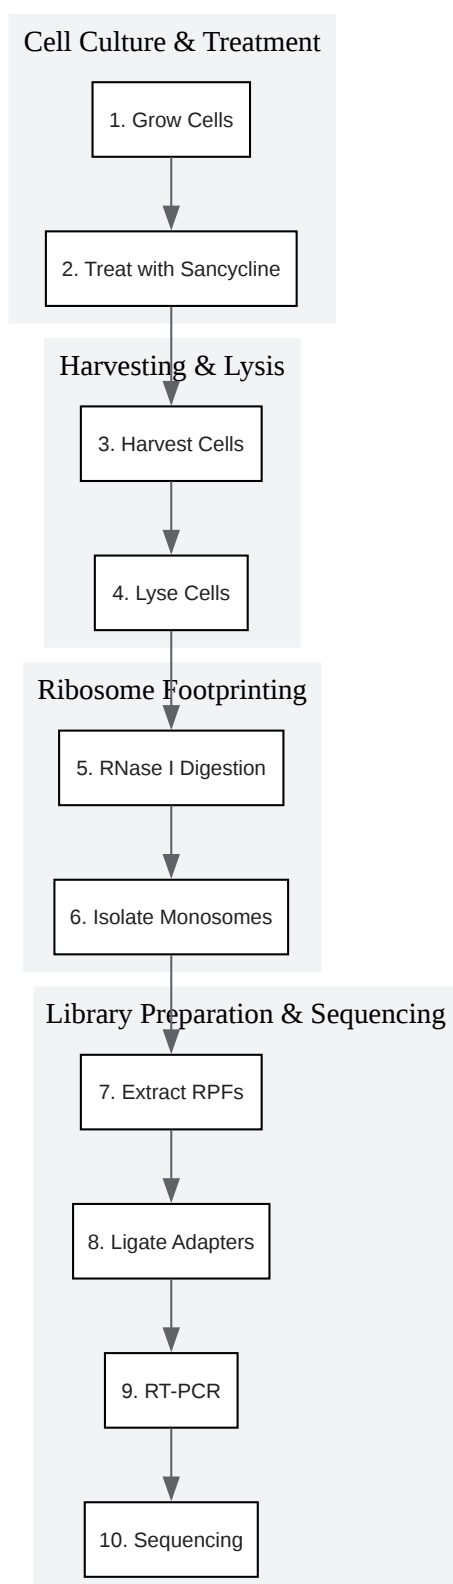 Cell Culture & Treatment
1. Grow Cells
2. Treat with Sancycline
Harvesting & Lysis
3. Harvest Cells
4. Lyse Cells
Ribosome Footprinting
5. RNase I Digestion
6. Isolate Monosomes
Library Preparation & Sequencing
7. Extract RPFs
8. Ligate Adapters
9. RT-PCR
10. Sequencing